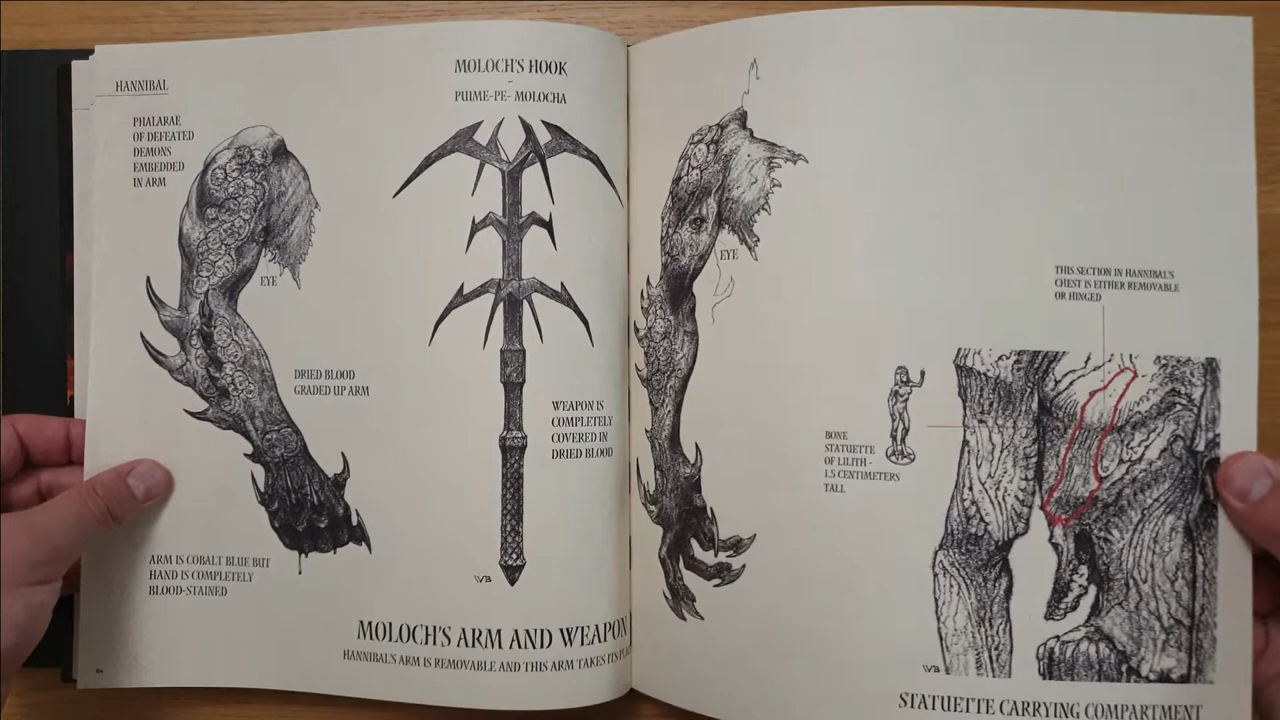 HANNIBAL
PHALARAE
OF DEFEATED
DEMONS
EMBEDDED
IN ARM
EYE
DRIED BLOOD
GRADED UP ARM
ARM IS COBALT BLUE BUT
HAND IS COMPLETELY
BLOOD-STAINED
MOLOCH'S HOOK
-
PUIME-PE- MOLOCHA
WEAPON IS
COMPLETELY
COVERED IN
DRIED BLOOD
WB
MOLOCH'S ARM AND WEAPON
HANNIBAL'S ARM IS REMOVABLE AND THIS ARM TAKES ITS
EYE
THIS SECTION IN HANNIBAL'S
CHEST IS EITHER REMOVABLE
OR HINGED
BONE
STATUETTE
OF LILITH -
1.5 CENTIMETERS
TALL
WB
STATUETTE CARRYING COMPARTMENT